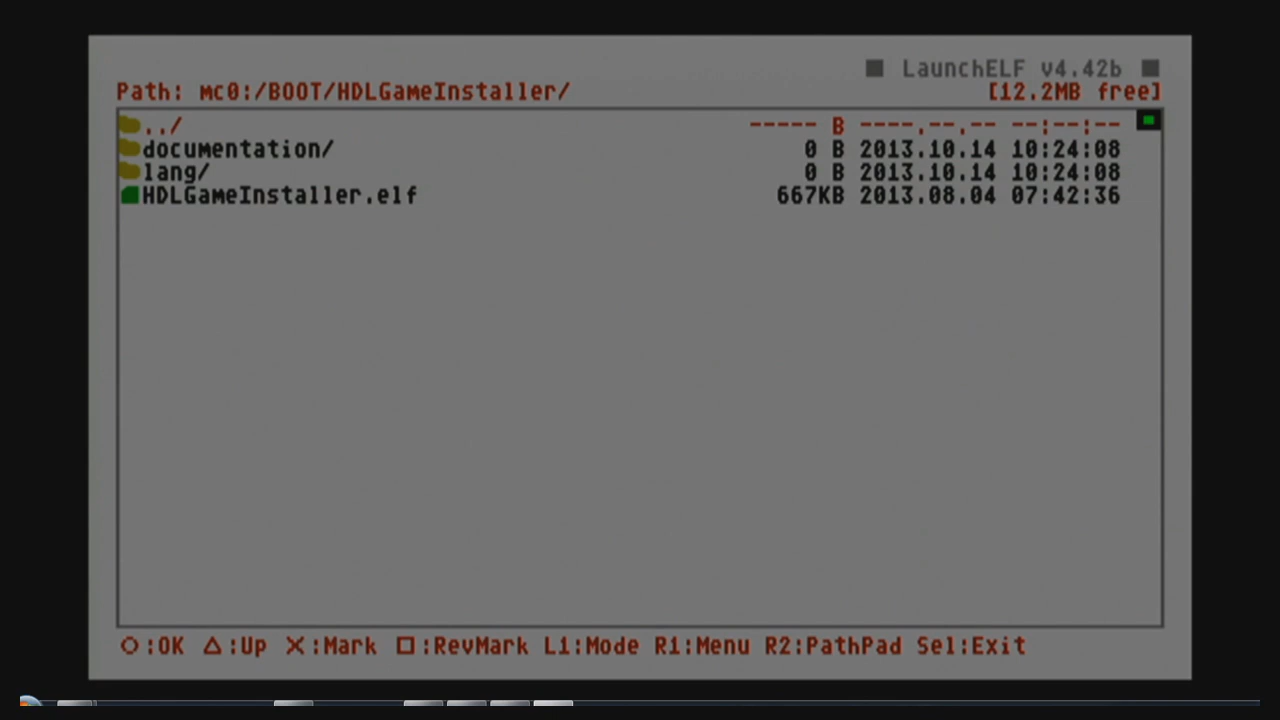 ■ LaunchELF v4.42b ■
Path: mc0:/BOOT/HDLGameInstaller/ [12.2MB free]
../ ----- B ----.--.-- --:--:--
documentation/ 0 B 2013.10.14 10:24:08
lang/ 0 B 2013.10.14 10:24:08
HDLGameInstaller.elf 667KB 2013.08.04 07:42:36
○:OK △:Up ✕:Mark □:RevMark L1:Mode R1:Menu R2:PathPad Sel:Exit